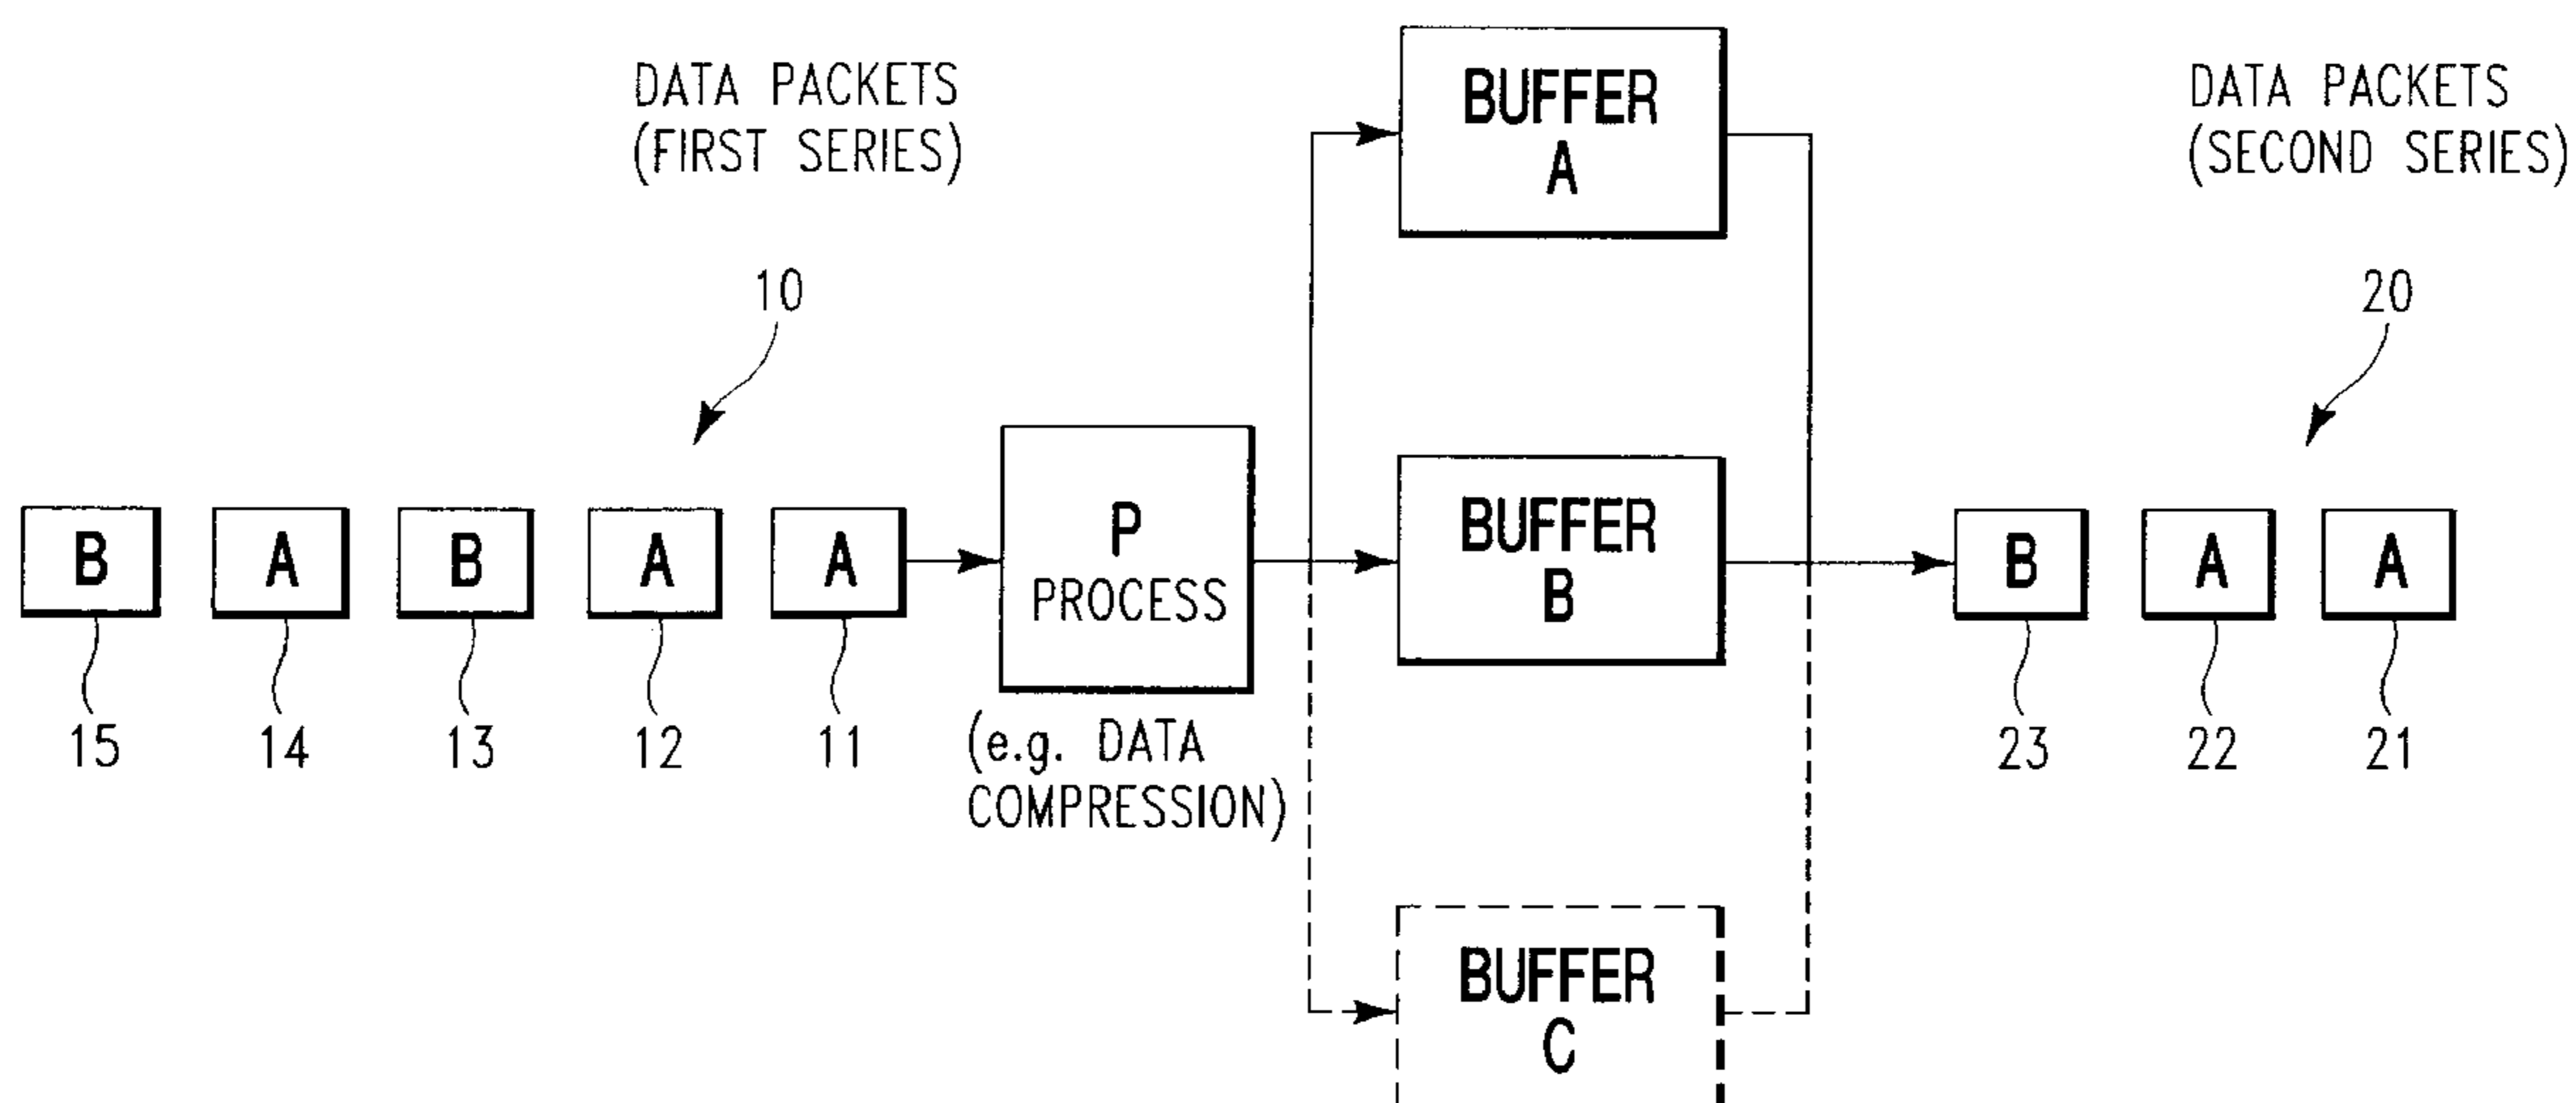 DATA PACKETS
(FIRST SERIES)
10
BUFFER
A
DATA PACKETS
(SECOND SERIES)
20
B
A
B
A
A
P
PROCESS
BUFFER
B
B
A
A
15
14
13
12
11
(e.g. DATA
COMPRESSION)
23
22
21
BUFFER
C